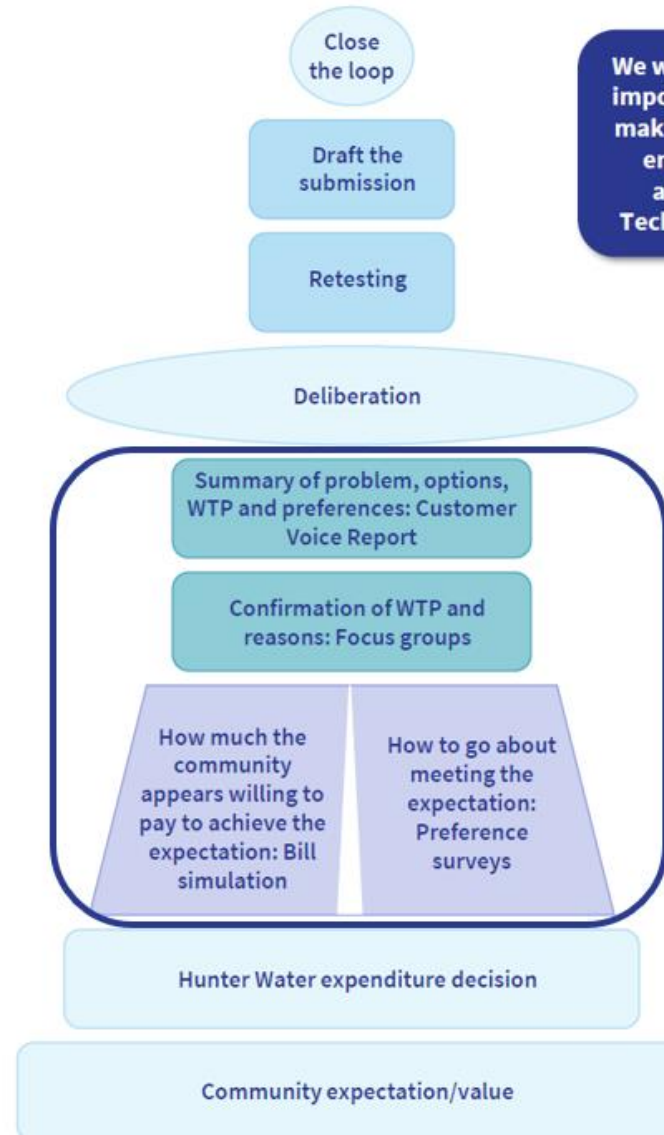 Close
the loop
We w
impo
mak
en
a
Tecl
Draft the
submission
Retesting
Deliberation
Summary of problem, options,
WTP and preferences: Customer
Voice Report
Confirmation of WTP and
reasons: Focus groups
How much the
community
appears willing to
pay to achieve the
expectation: Bill
simulation
How to go about
meeting the
expectation:
Preference
surveys
Hunter Water expenditure decision
Community expectation/value